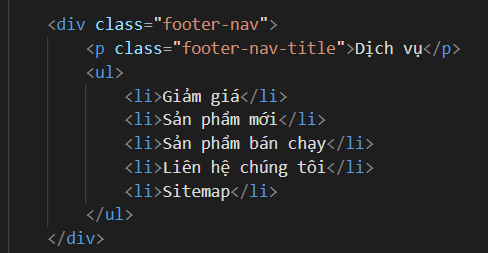 <div class="footer-nav">
<p class="footer-nav-title">Dịch vụ</p>
<ul>
<li>Giảm giá</li>
<li>Sản phẩm mới</li>
<li>Sản phẩm bán chạy</li>
<li>Liên hệ chúng tôi</li>
<li>Sitemap</li>
</ul>
</div>